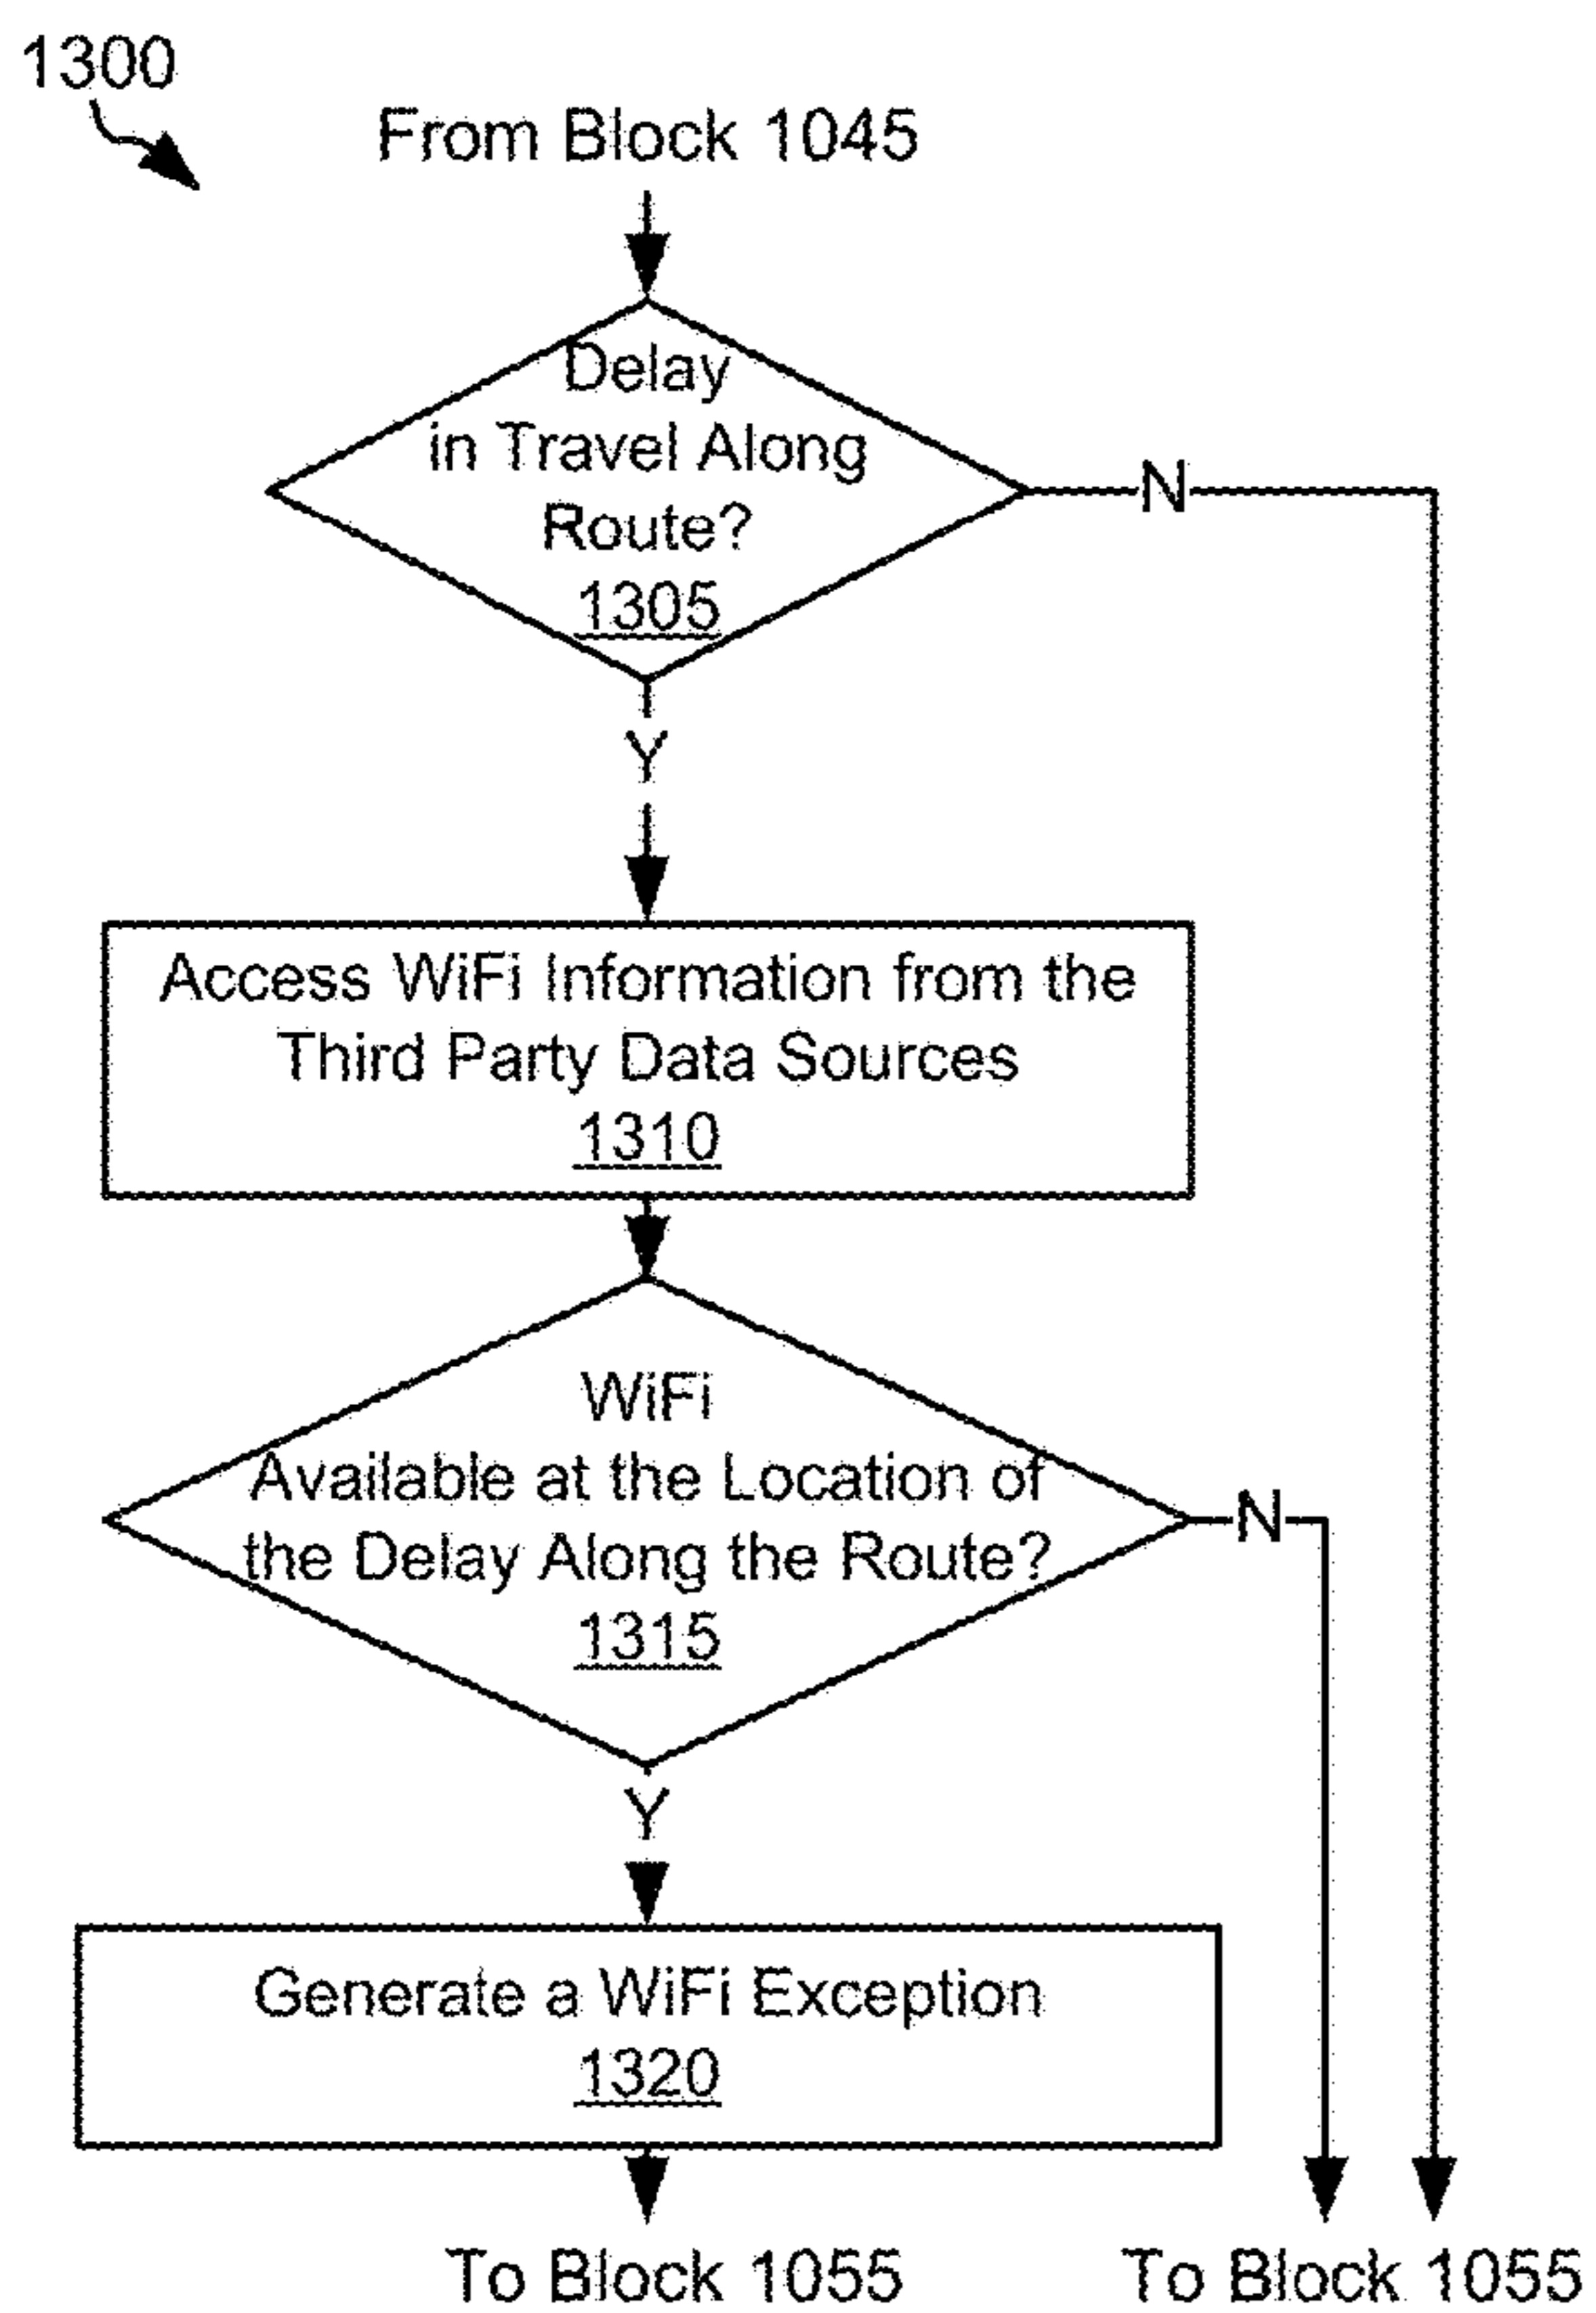 1300
From Block 1045
Delay
in Travel Along
Route?
1305
N
Y
Access WiFi Information from the
Third Party Data Sources
1310
WiFi
Available at the Location of
the Delay Along the Route?
1315
N
Y
Generate a WiFi Exception
1320
To Block 1055
To Block 1055